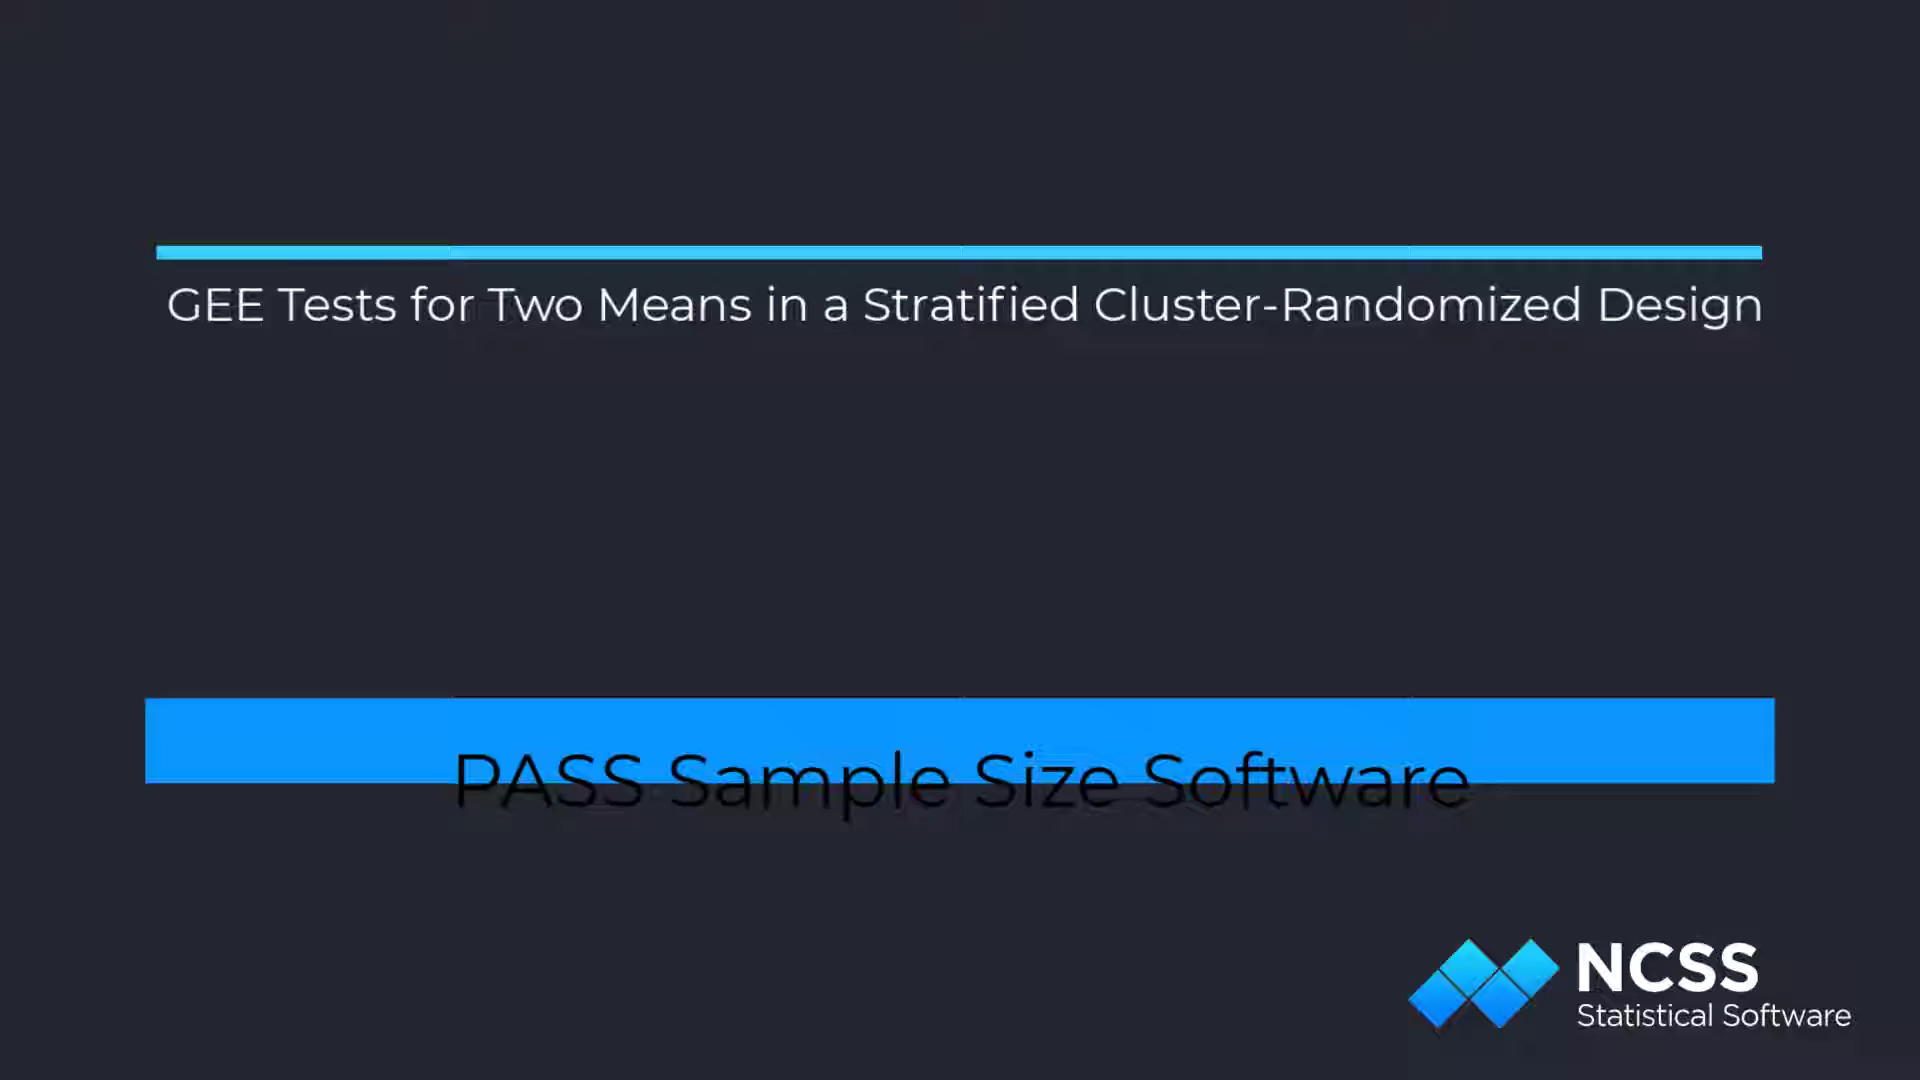 GEE Tests for Two Means in a Stratified Cluster-Randomized Design
PASS Sample Size Software
NCSS
Statistical Software